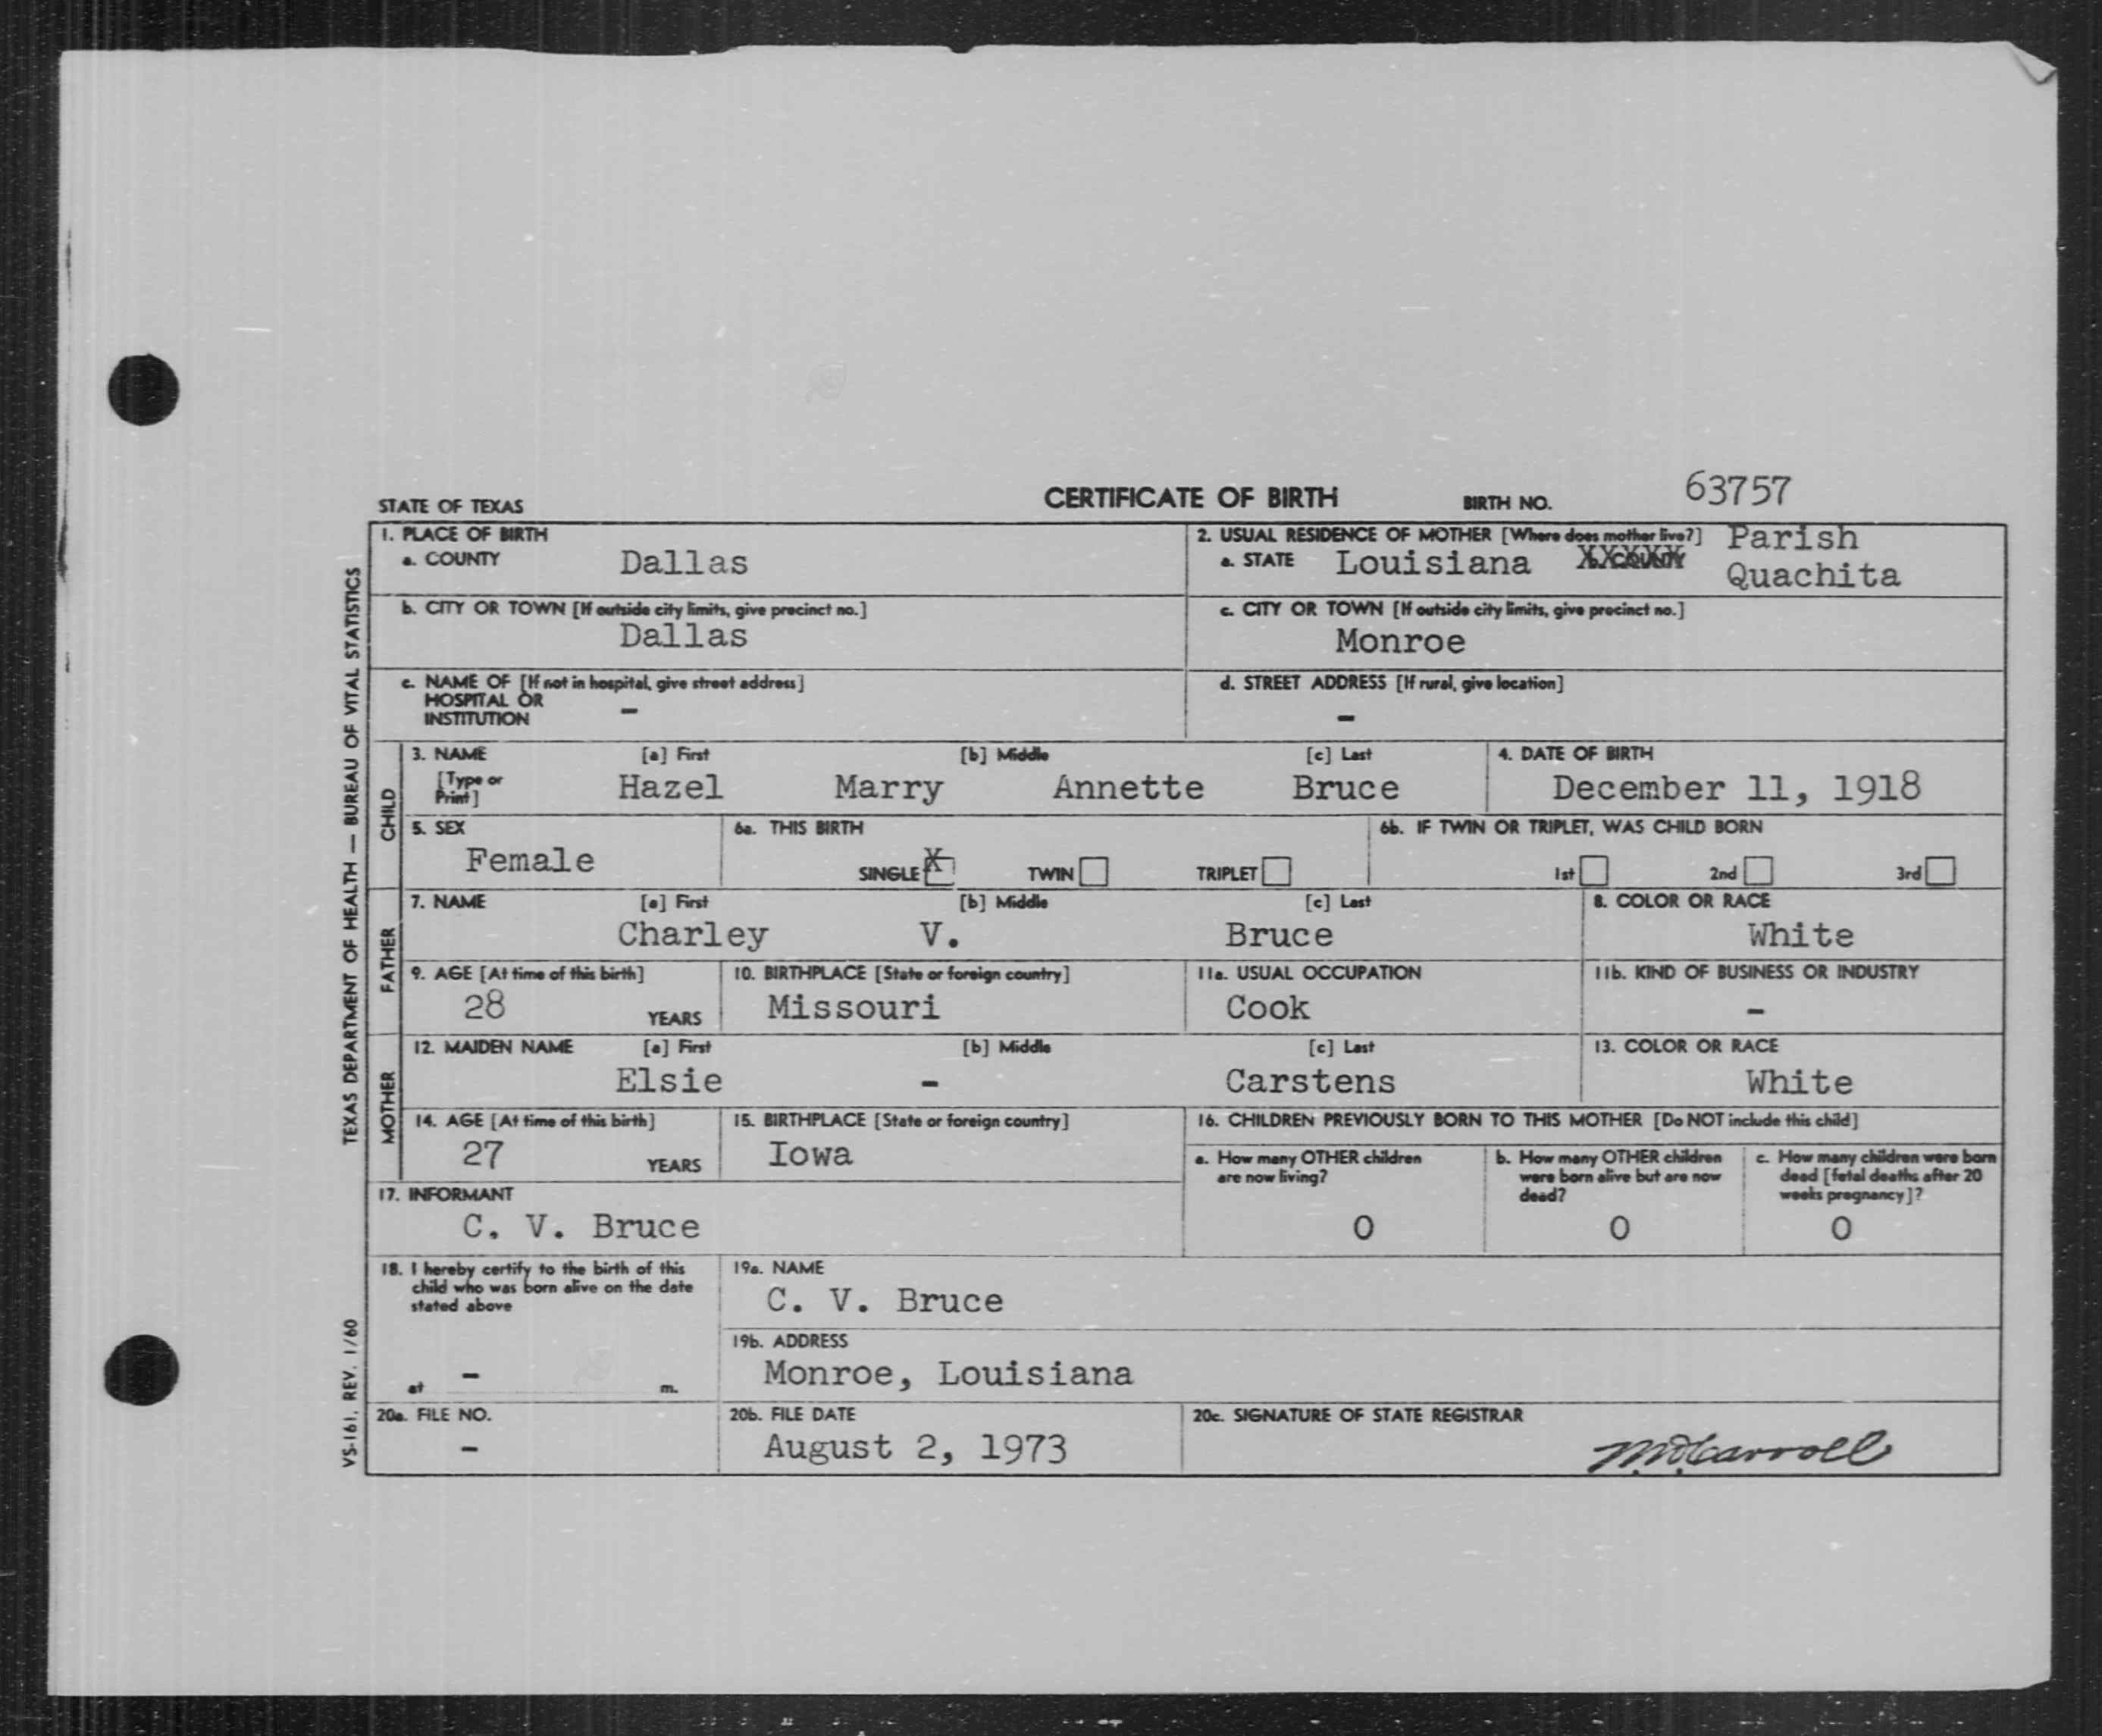 STATE OF TEXAS CERTIFICATE OF BIRTH BIRTH NO. 63757
1. PLACE OF BIRTH
a. COUNTY Dallas
2. USUAL RESIDENCE OF MOTHER [Where does mother live?] Parish
a. STATE Louisiana XXXXX b. COUNTY Quachita
b. CITY OR TOWN [If outside city limits, give precinct no.]
Dallas
c. CITY OR TOWN [If outside city limits, give precinct no.]
Monroe
c. NAME OF [If not in hospital, give street address]
HOSPITAL OR
INSTITUTION -
d. STREET ADDRESS [If rural, give location]
-
CHILD
3. NAME [a] First [b] Middle [c] Last
[Type or
Print] Hazel Marry Annette Bruce
4. DATE OF BIRTH
December 11, 1918
5. SEX
Female
6a. THIS BIRTH
SINGLE X TWIN TRIPLET
6b. IF TWIN OR TRIPLET, WAS CHILD BORN
1st 2nd 3rd
FATHER
7. NAME [a] First [b] Middle [c] Last
Charley V. Bruce
8. COLOR OR RACE
White
9. AGE [At time of this birth]
28 YEARS
10. BIRTHPLACE [State or foreign country]
Missouri
11a. USUAL OCCUPATION
Cook
11b. KIND OF BUSINESS OR INDUSTRY
-
MOTHER
12. MAIDEN NAME [a] First [b] Middle [c] Last
Elsie - Carstens
13. COLOR OR RACE
White
14. AGE [At time of this birth]
27 YEARS
15. BIRTHPLACE [State or foreign country]
Iowa
16. CHILDREN PREVIOUSLY BORN TO THIS MOTHER [Do NOT include this child]
a. How many OTHER children
are now living?
0
b. How many OTHER children
were born alive but are now
dead?
0
c. How many children were born
dead [fetal deaths after 20
weeks pregnancy]?
0
17. INFORMANT
C. V. Bruce
18. I hereby certify to the birth of this
child who was born alive on the date
stated above
at - m.
19a. NAME
C. V. Bruce
19b. ADDRESS
Monroe, Louisiana
20a. FILE NO.
-
20b. FILE DATE
August 2, 1973
20c. SIGNATURE OF STATE REGISTRAR
M.D. Carroll
TEXAS DEPARTMENT OF HEALTH — BUREAU OF VITAL STATISTICS
VS-161, REV. 1/60